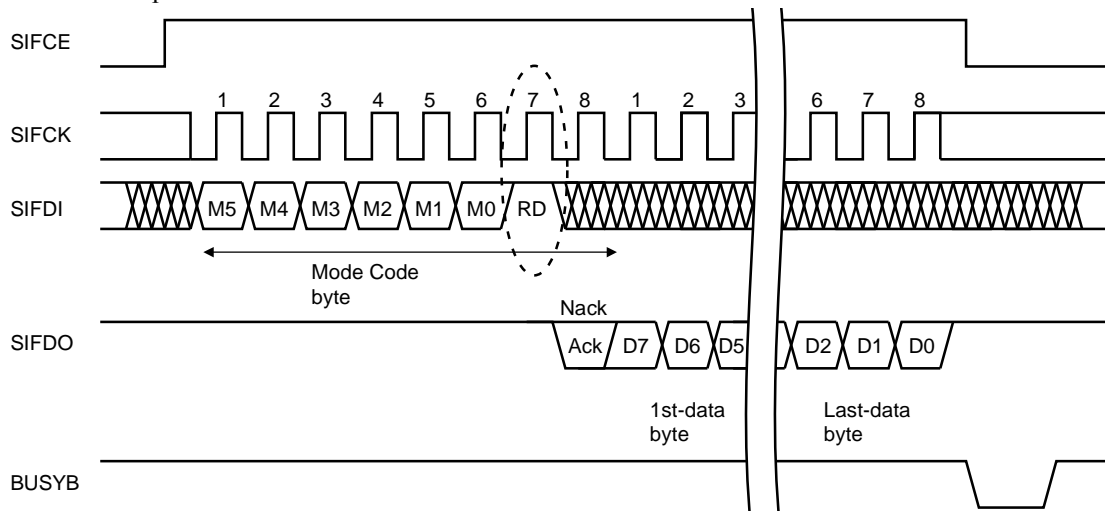 SIFCE
1 2 3 4 5 6 7 8 1 2 3 6 7 8
SIFCK
SIFDI M5 M4 M3 M2 M1 M0 RD
Mode Code
byte
Nack
SIFDO Ack D7 D6 D5 D2 D1 D0
1st-data
byte
Last-data
byte
BUSYB